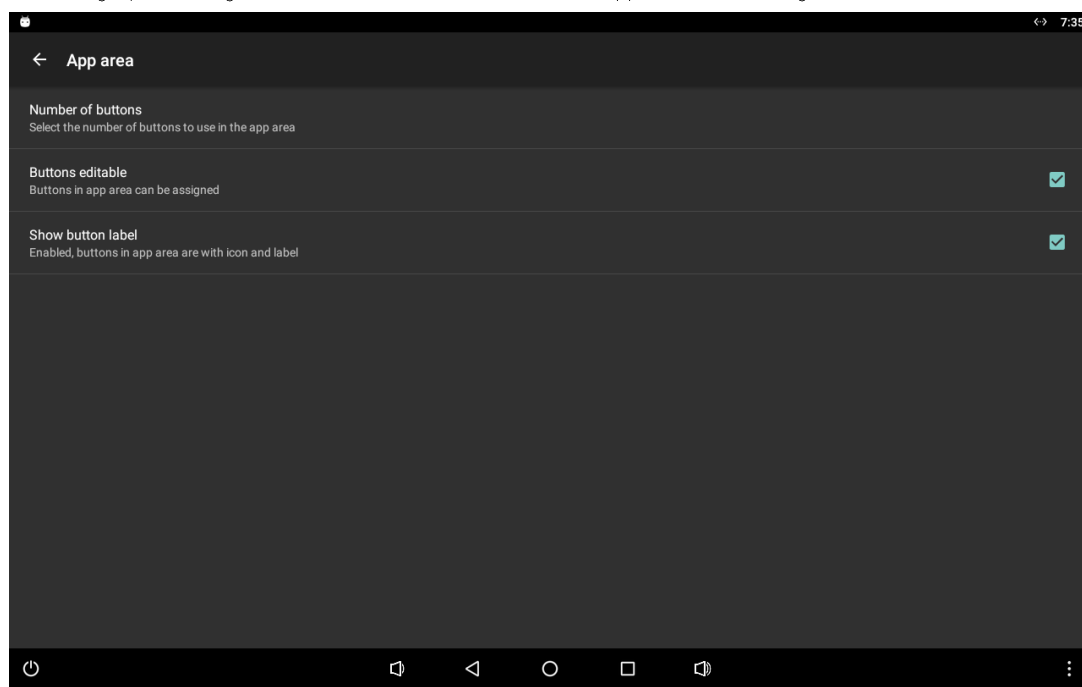 7:35
App area
Number of buttons
Select the number of buttons to use in the app area
Buttons editable
Buttons in app area can be assigned
Show button label
Enabled, buttons in app area are with icon and label